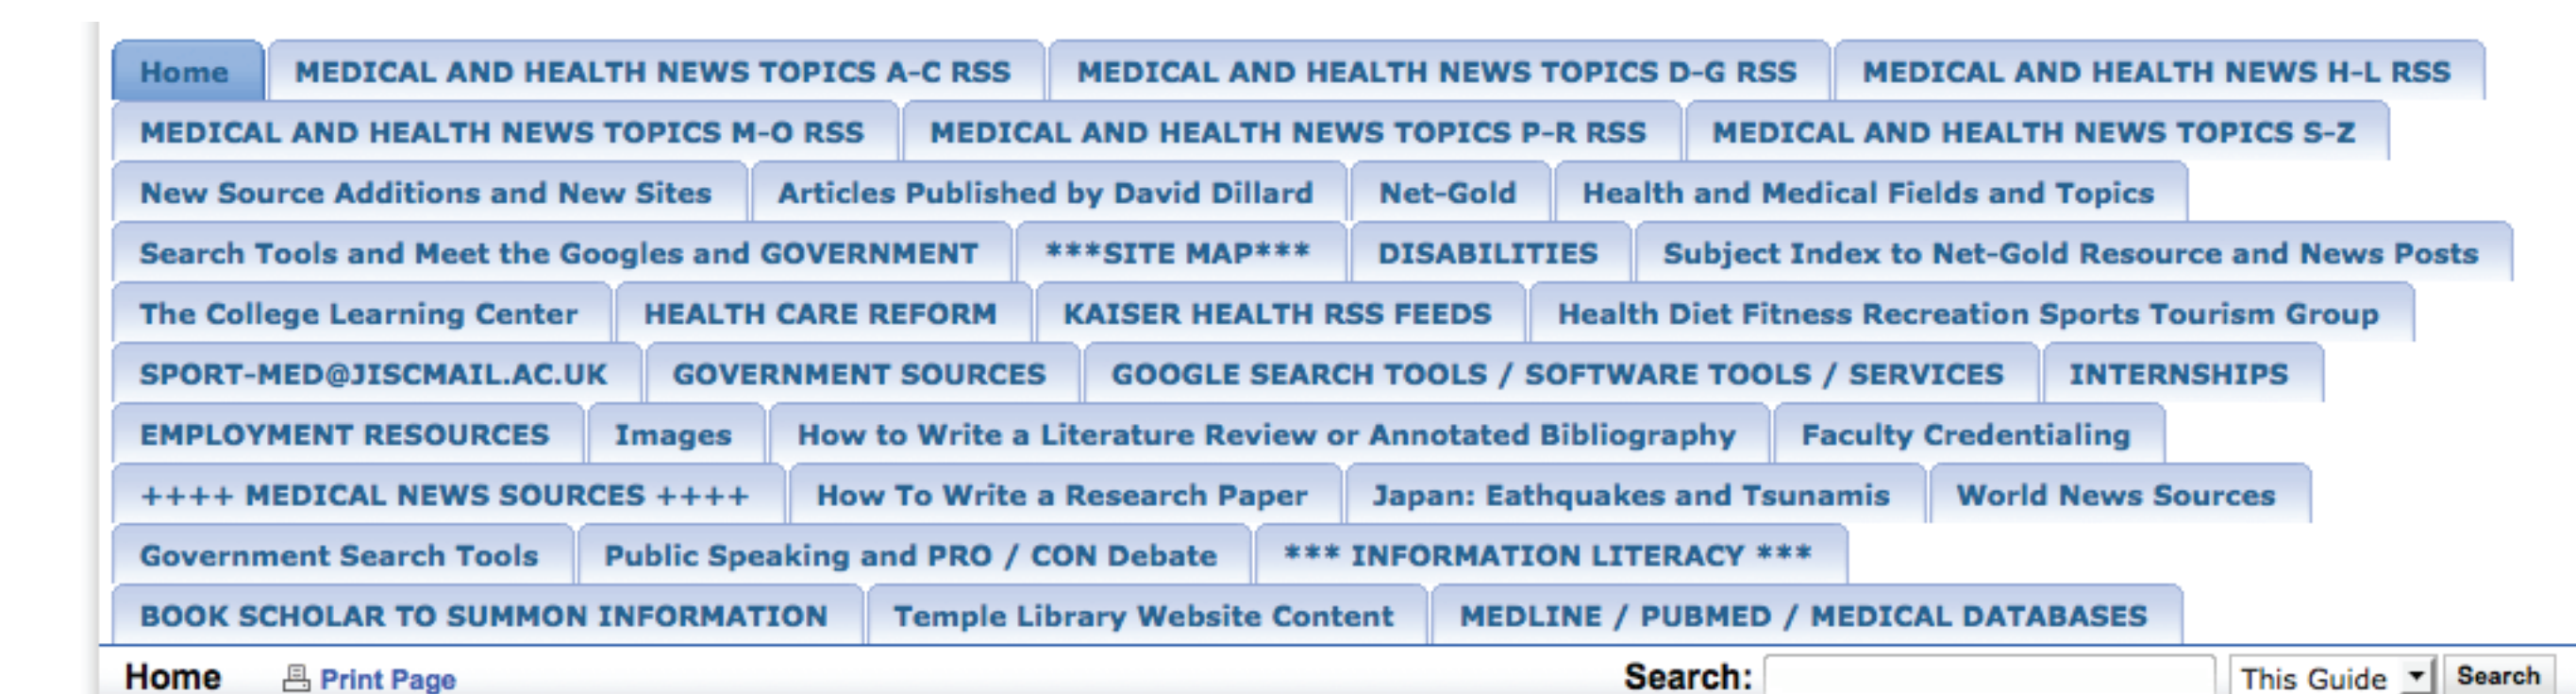 Home MEDICAL AND HEALTH NEWS TOPICS A-C RSS MEDICAL AND HEALTH NEWS TOPICS D-G RSS MEDICAL AND HEALTH NEWS H-L RSS
MEDICAL AND HEALTH NEWS TOPICS M-O RSS MEDICAL AND HEALTH NEWS TOPICS P-R RSS MEDICAL AND HEALTH NEWS TOPICS S-Z
New Source Additions and New Sites Articles Published by David Dillard Net-Gold Health and Medical Fields and Topics
Search Tools and Meet the Googles and GOVERNMENT ***SITE MAP*** DISABILITIES Subject Index to Net-Gold Resource and News Posts
The College Learning Center HEALTH CARE REFORM KAISER HEALTH RSS FEEDS Health Diet Fitness Recreation Sports Tourism Group
SPORT-MED@JISCMAIL.AC.UK GOVERNMENT SOURCES GOOGLE SEARCH TOOLS / SOFTWARE TOOLS / SERVICES INTERNSHIPS
EMPLOYMENT RESOURCES Images How to Write a Literature Review or Annotated Bibliography Faculty Credentialing
++++ MEDICAL NEWS SOURCES ++++ How To Write a Research Paper Japan: Eathquakes and Tsunamis World News Sources
Government Search Tools Public Speaking and PRO / CON Debate *** INFORMATION LITERACY ***
BOOK SCHOLAR TO SUMMON INFORMATION Temple Library Website Content MEDLINE / PUBMED / MEDICAL DATABASES
Home Print Page Search: This Guide Search